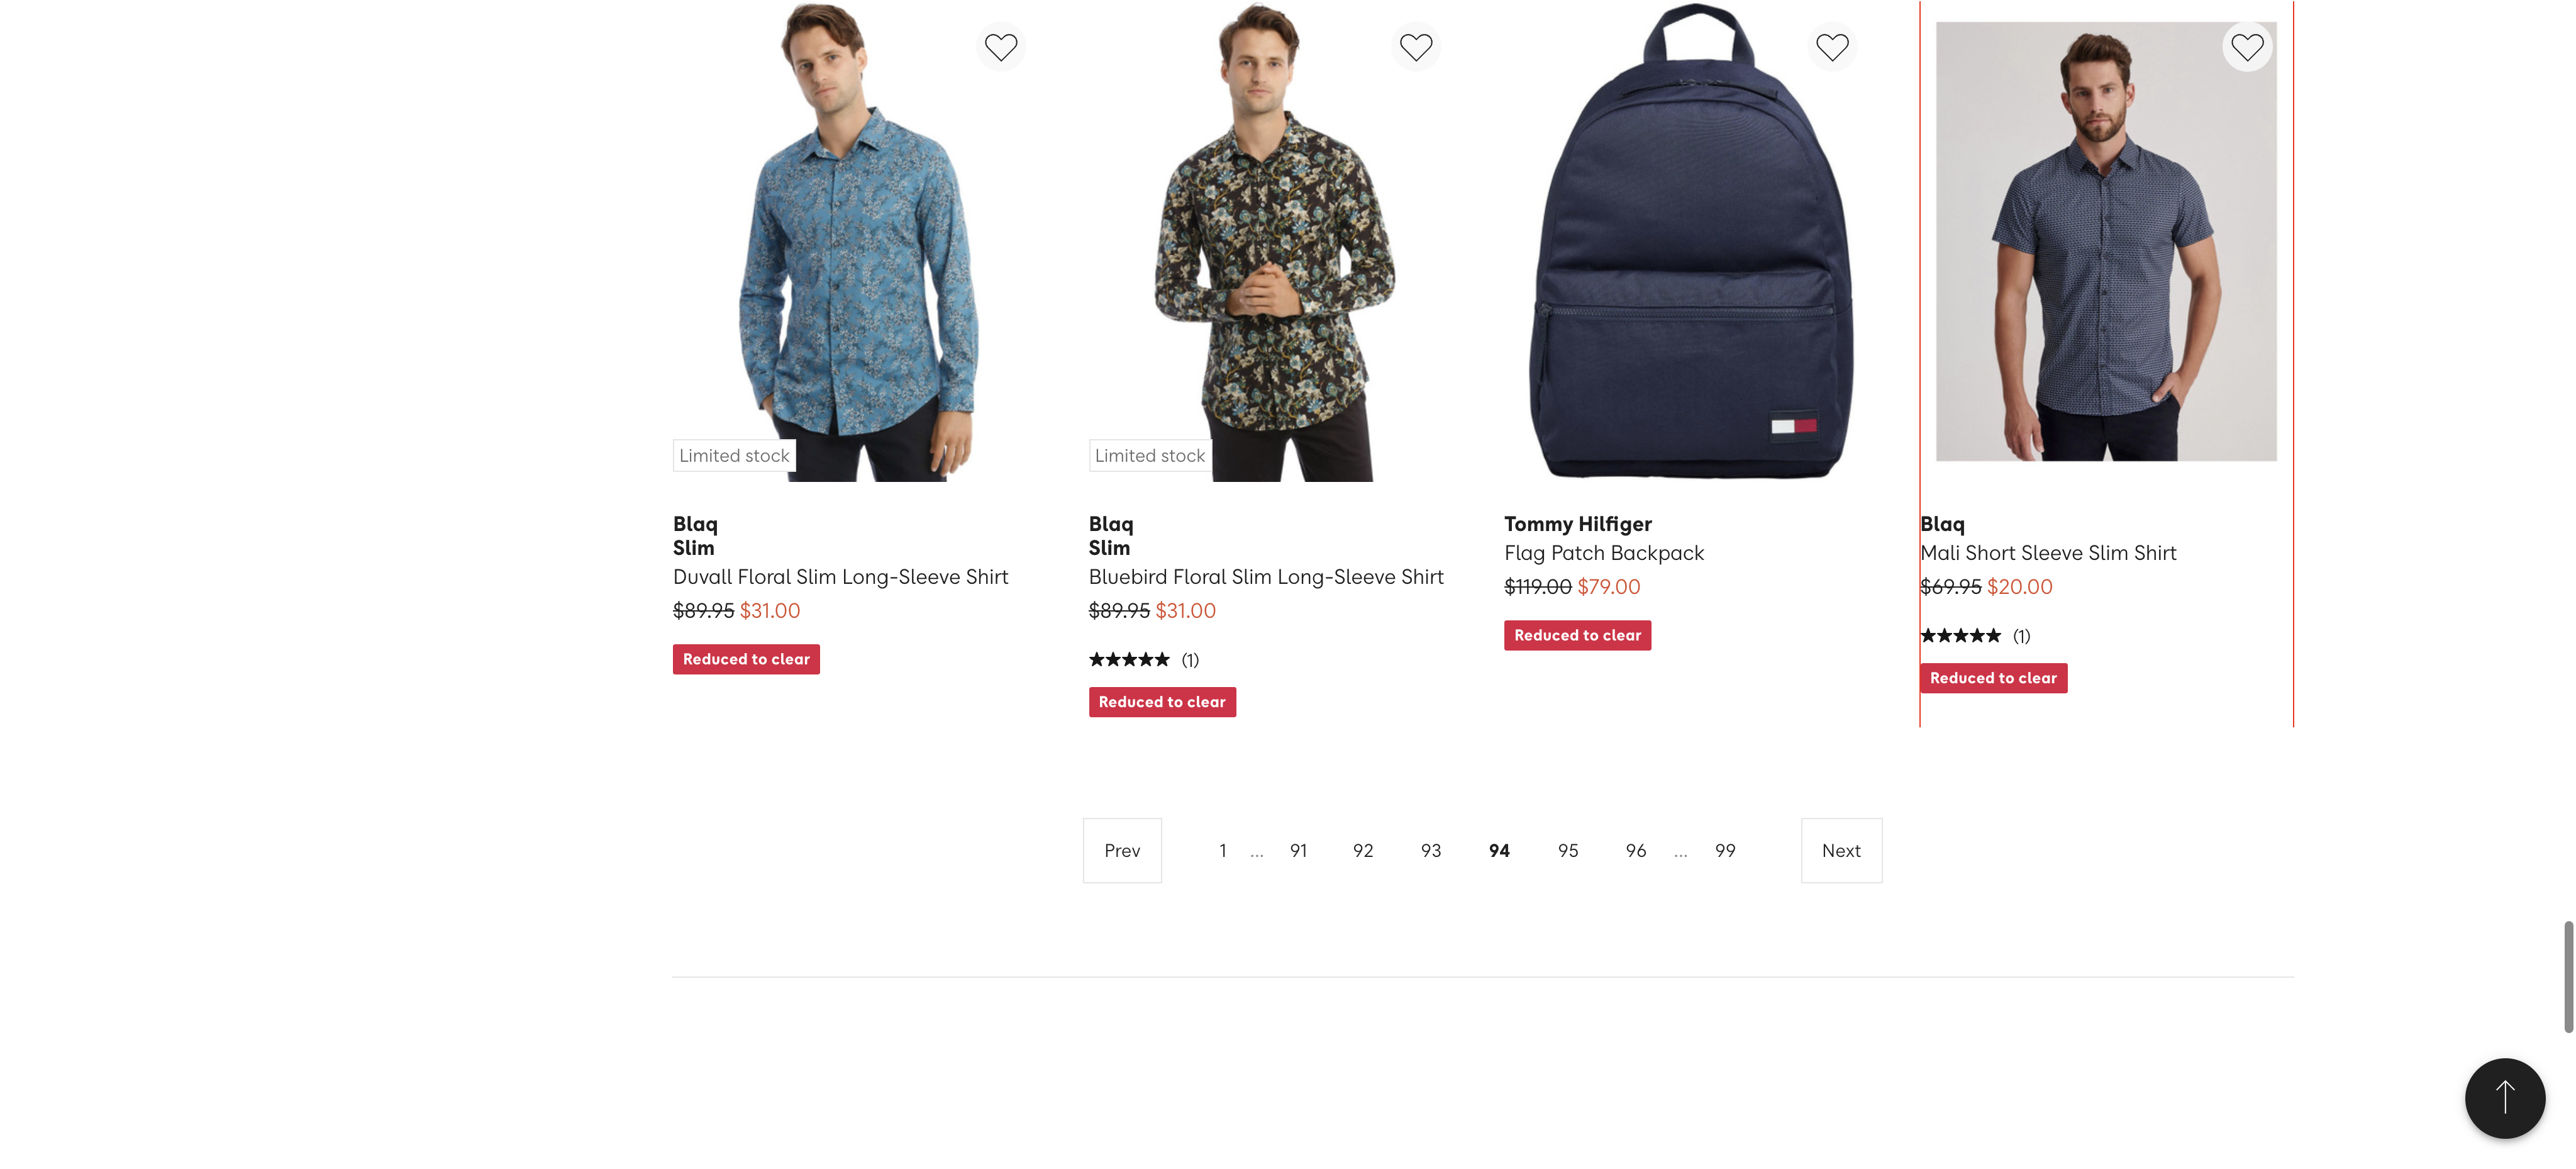 Limited stock
Blaq
Slim
Duvall Floral Slim Long-Sleeve Shirt
$89.95 $31.00
Reduced to clear
Limited stock
Blaq
Slim
Bluebird Floral Slim Long-Sleeve Shirt
$89.95 $31.00
★★★★★ (1)
Reduced to clear
Tommy Hilfiger
Flag Patch Backpack
$119.00 $79.00
Reduced to clear
Blaq
Mali Short Sleeve Slim Shirt
$69.95 $20.00
★★★★★ (1)
Reduced to clear
Prev 1 ... 91 92 93 94 95 96 ... 99 Next